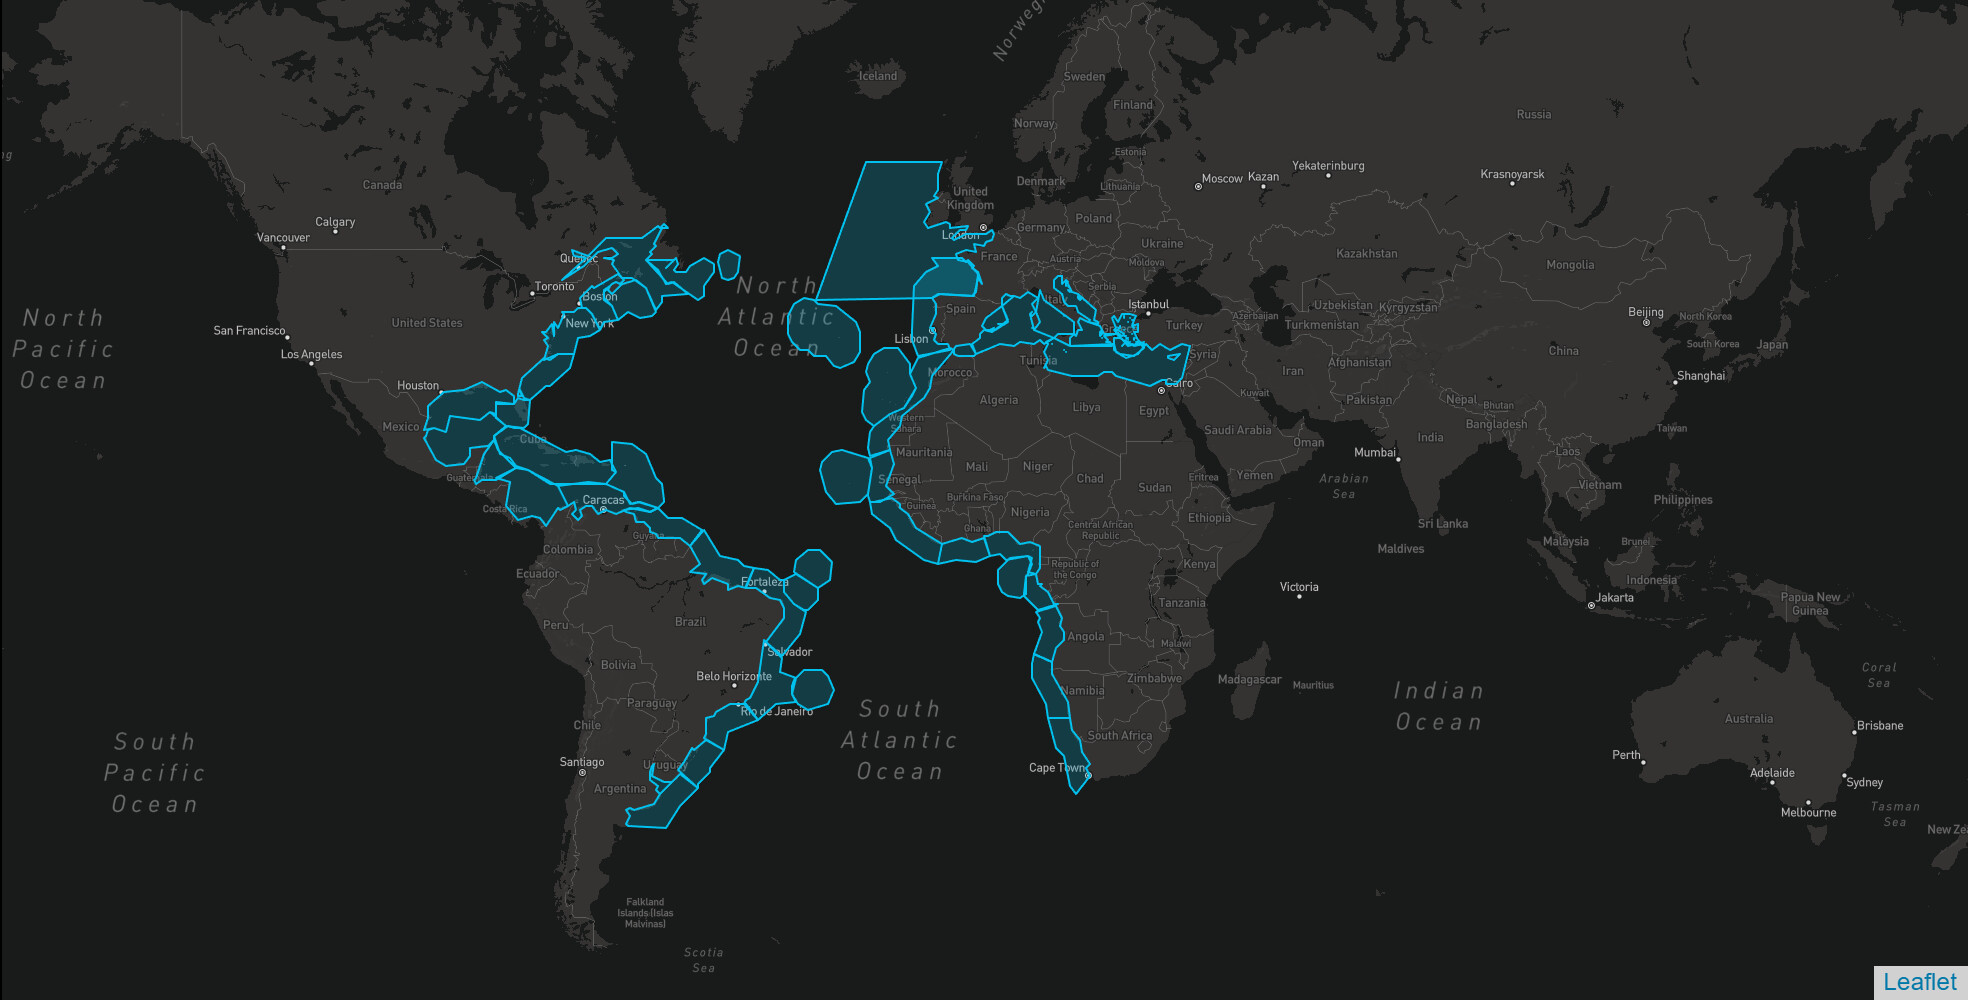 Norwegi
Iceland
Sweden
Finland
Norway
Russia
ng
Estonia
Yekaterinburg
Krasnoyarsk
Moscow
Kazan
Canada
Denmark
Lithuania
United
Kingdom
Calgary
Vancouver
London
Poland
Germany
Ukraine
Quebec
France
Austria
Moldova
Kazakhstan
Mongolia
Toronto
Boston
North
Atlantic
Ocean
Serbia
Italy
Istanbul
Uzbekistan
Kyrgyzstan
Beijing
North Korea
North
Pacific
Ocean
San Francisco
United States
New York
Spain
Lisbon
Greece
Turkey
Azerbaijan
Turkmenistan
South Korea
Japan
Los Angeles
Tunisia
Syria
Afghanistan
China
Houston
Morocco
Cairo
Iran
Shanghai
Algeria
Libya
Egypt
Kuwait
Pakistan
Nepal
Bhutan
Bangladesh
Taiwan
Mexico
Cuba
Western
Sahara
Saudi Arabia
Oman
India
Mauritania
Mali
Niger
Chad
Sudan
Eritrea
Yemen
Mumbai
Arabian
Sea
Laos
Vietnam
Philippines
Guatemala
Senegal
Caracas
Costa Rica
Guinea
Burkina Faso
Nigeria
Ghana
Central African
Republic
Ethiopia
Sri Lanka
Guyana
Colombia
Maldives
Malaysia
Brunei
Ecuador
Fortaleza
Republic of
the Congo
Kenya
Victoria
Indonesia
Jakarta
Papua New
Guinea
Peru
Brazil
Tanzania
Angola
Malawi
Salvador
Bolivia
Belo Horizonte
Namibia
Zimbabwe
Madagascar
Mauritius
Indian
Ocean
Coral
Sea
Paraguay
Rio de Janeiro
South
Atlantic
Ocean
Chile
South Africa
Australia
Brisbane
South
Pacific
Ocean
Santiago
Uruguay
Argentina
Cape Town
Perth
Adelaide
Sydney
Melbourne
Tasman
Sea
New Zea
Falkland
Islands (Islas
Malvinas)
Scotia
Sea
Leaflet